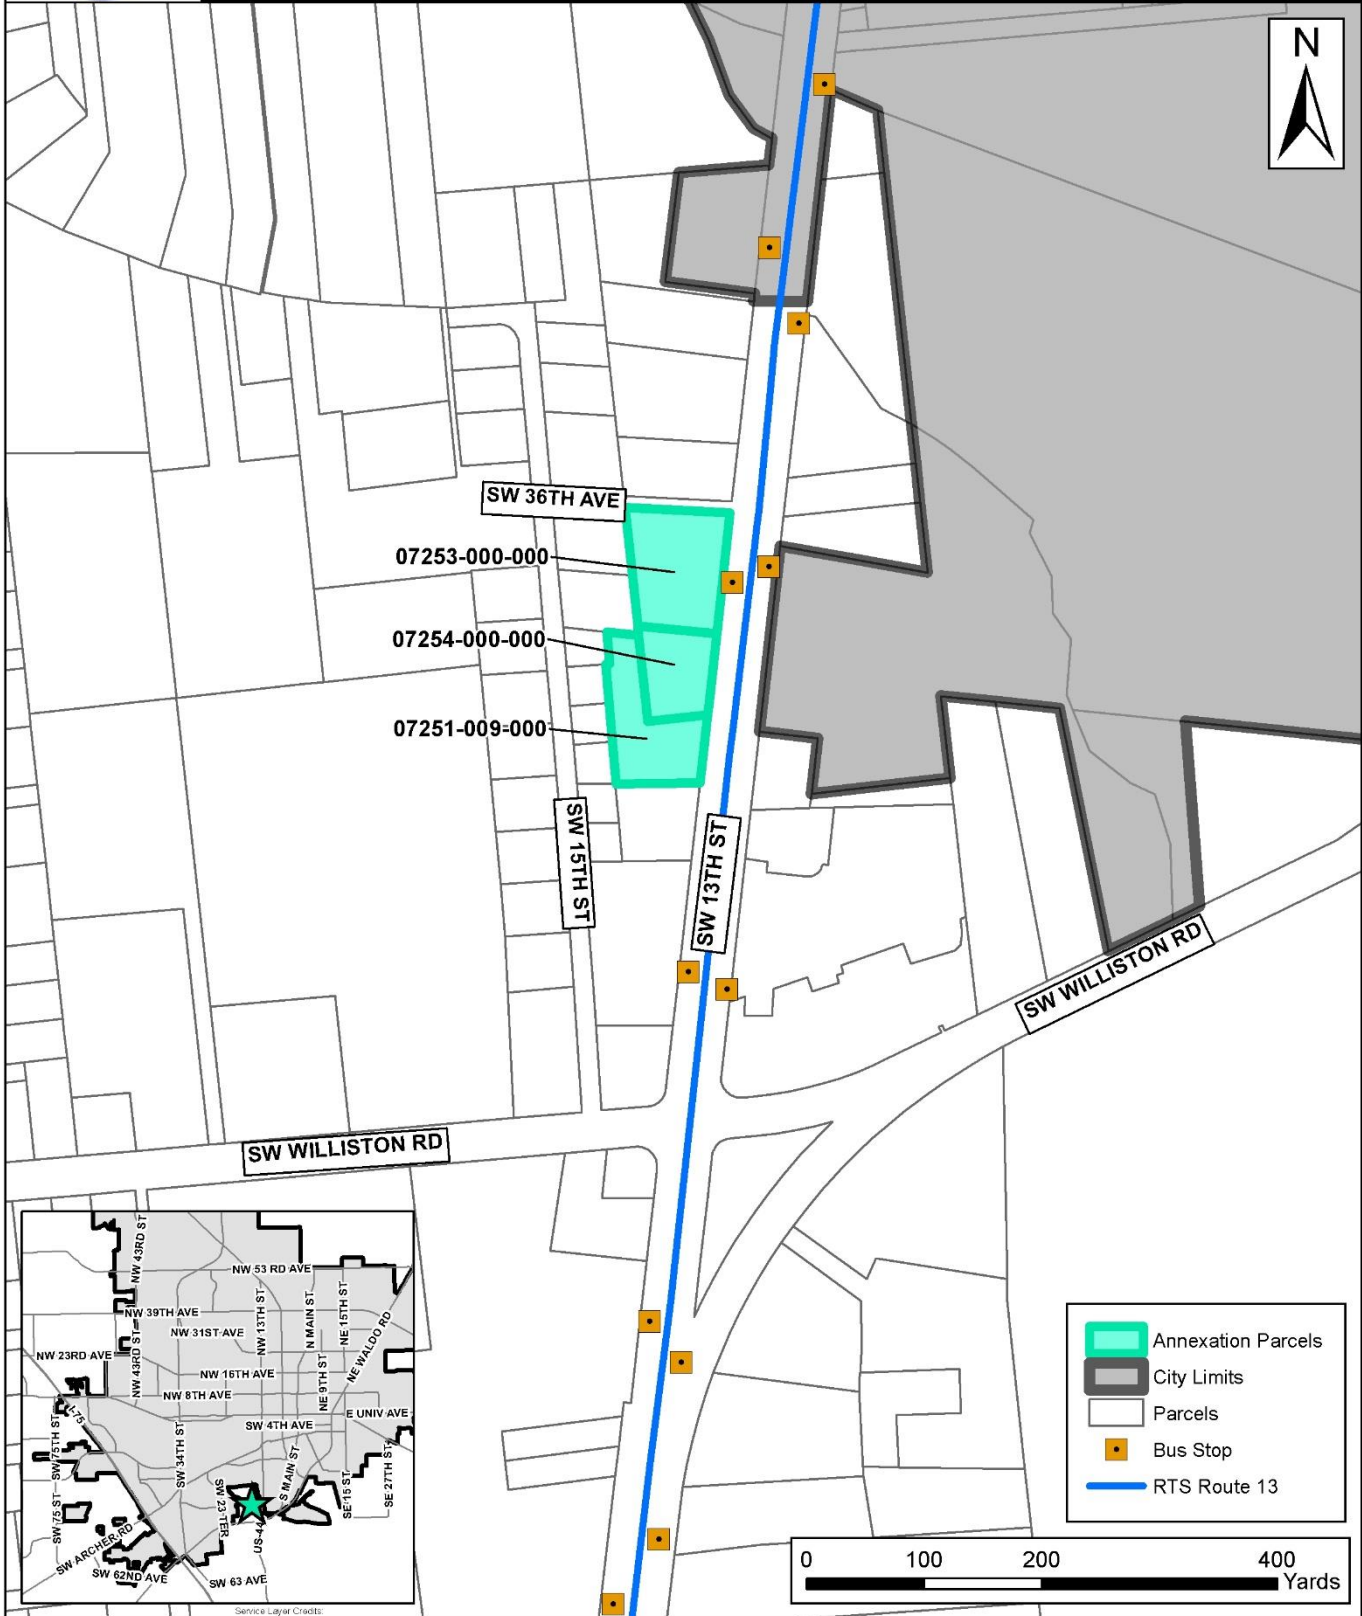 N
SW 36TH AVE
07253-000-000
07254-000-000
07251-009-000
SW 15TH ST
SW 13TH ST
SW WILLISTON RD
SW WILLISTON RD
NW 43RD ST
NW 53 RD AVE
NW 39TH AVE
NW 31ST AVE
NW 13TH ST
N MAIN ST
NE 15TH ST
NE WALDO RD
NW 23RD AVE
NW 43RD ST
NW 16TH AVE
NE 9TH ST
NW 8TH AVE
I-75
SW 4TH AVE
E UNIV AVE
SW 75TH ST
SW 34TH ST
S MAIN ST
SW 75 ST
SW 23 TER
SE 15 ST
SE 27TH ST
SW ARCHER RD
US 441
SW 62ND AVE
SW 63 AVE
Service Layer Credits:
Annexation Parcels
City Limits
Parcels
Bus Stop
RTS Route 13
0 100 200 400
Yards